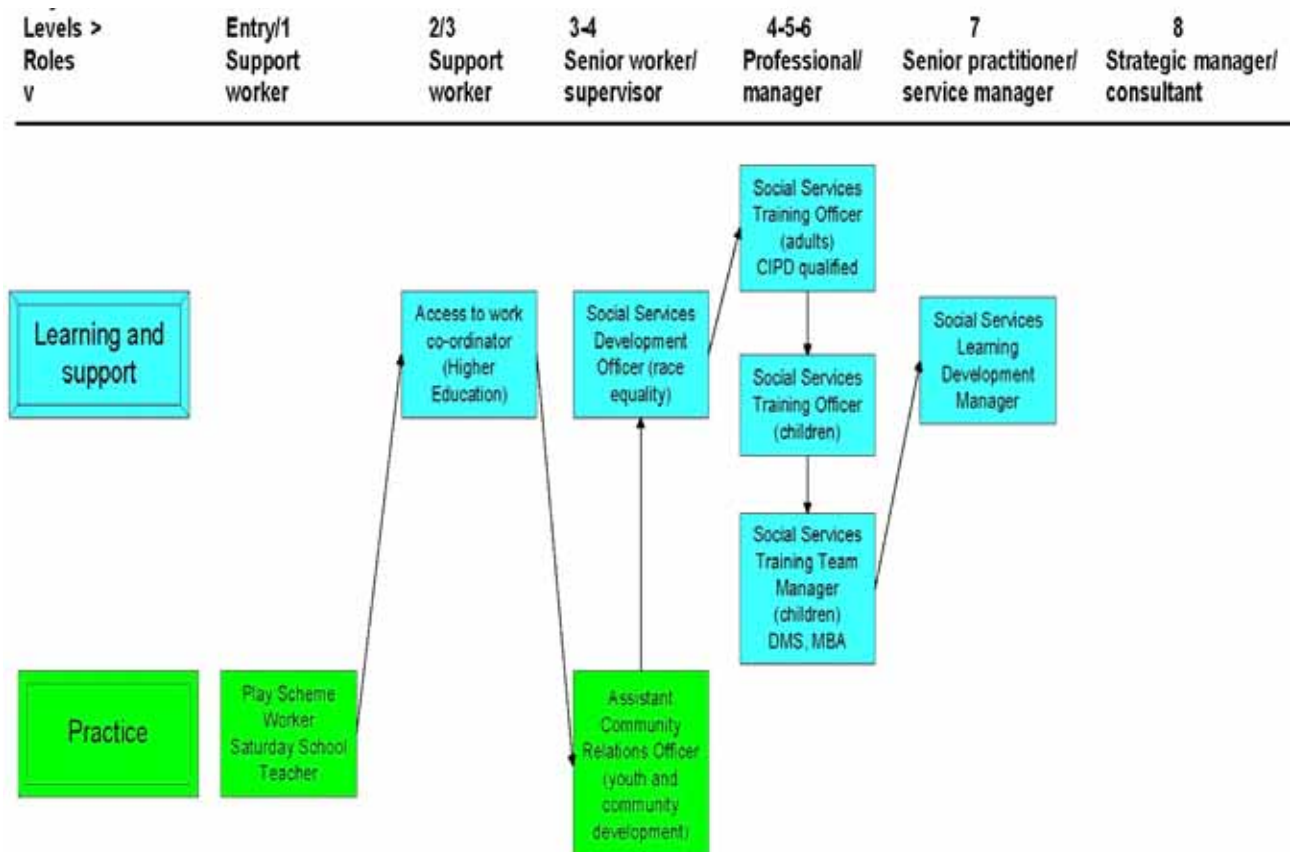 Levels >
Roles
v
Entry/1
Support
worker
2/3
Support
worker
3-4
Senior worker/
supervisor
4-5-6
Professional/
manager
7
Senior practitioner/
service manager
8
Strategic manager/
consultant
Learning and
support
Access to work
co-ordinator
(Higher
Education)
Social Services
Development
Officer (race
equality)
Social Services
Training Officer
(adults)
CIPD qualified
Social Services
Training Officer
(children)
Social Services
Training Team
Manager
(children)
DMS, MBA
Social Services
Learning
Development
Manager
Practice
Play Scheme
Worker
Saturday School
Teacher
Assistant
Community
Relations Officer
(youth and
community
development)